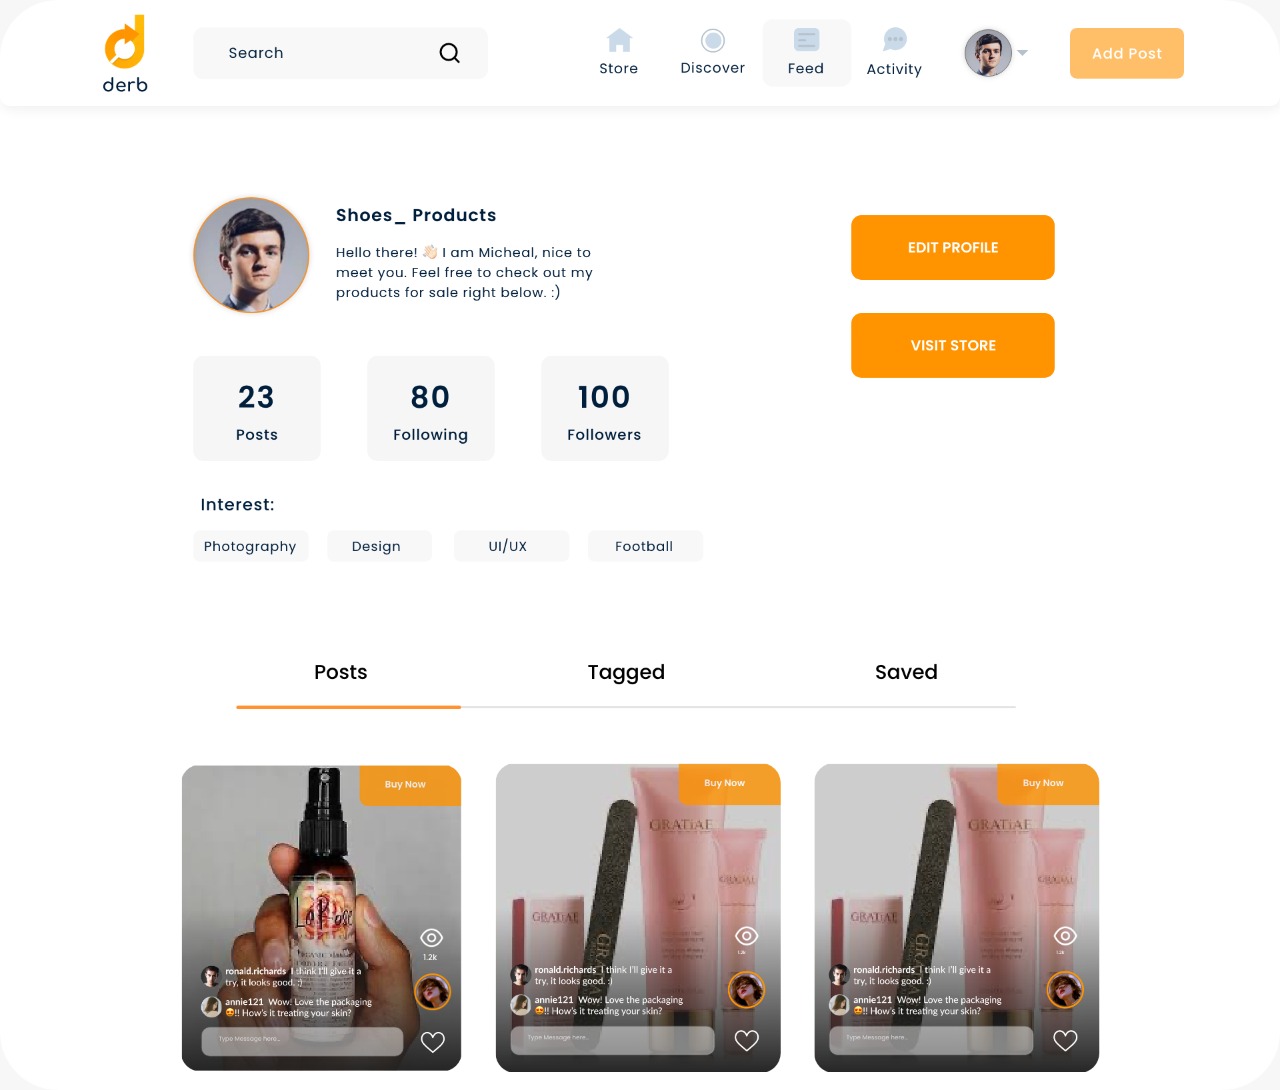 derb
Search
Store
Discover
Feed
Activity
Add Post
Shoes_ Products
Hello there! 👋🏻 I am Micheal, nice to
meet you. Feel free to check out my
products for sale right below. :)
EDIT PROFILE
VISIT STORE
23
Posts
80
Following
100
Followers
Interest:
Photography
Design
UI/UX
Football
Posts
Tagged
Saved
Buy Now
1.2k
ronald.richards I think I'll give it a
try, it looks good. :)
annie121 Wow! Love the packaging
😍!! How's it treating your skin?
Type Message here...
Buy Now
GRATIAE
GRATIAE
GRATIAE
1.2k
ronald.richards I think I'll give it a
try, it looks good. :)
annie121 Wow! Love the packaging
😍!! How's it treating your skin?
Type Message here...
Buy Now
GRATIAE
GRATIAE
GRATIAE
1.2k
ronald.richards I think I'll give it a
try, it looks good. :)
annie121 Wow! Love the packaging
😍!! How's it treating your skin?
Type Message here...